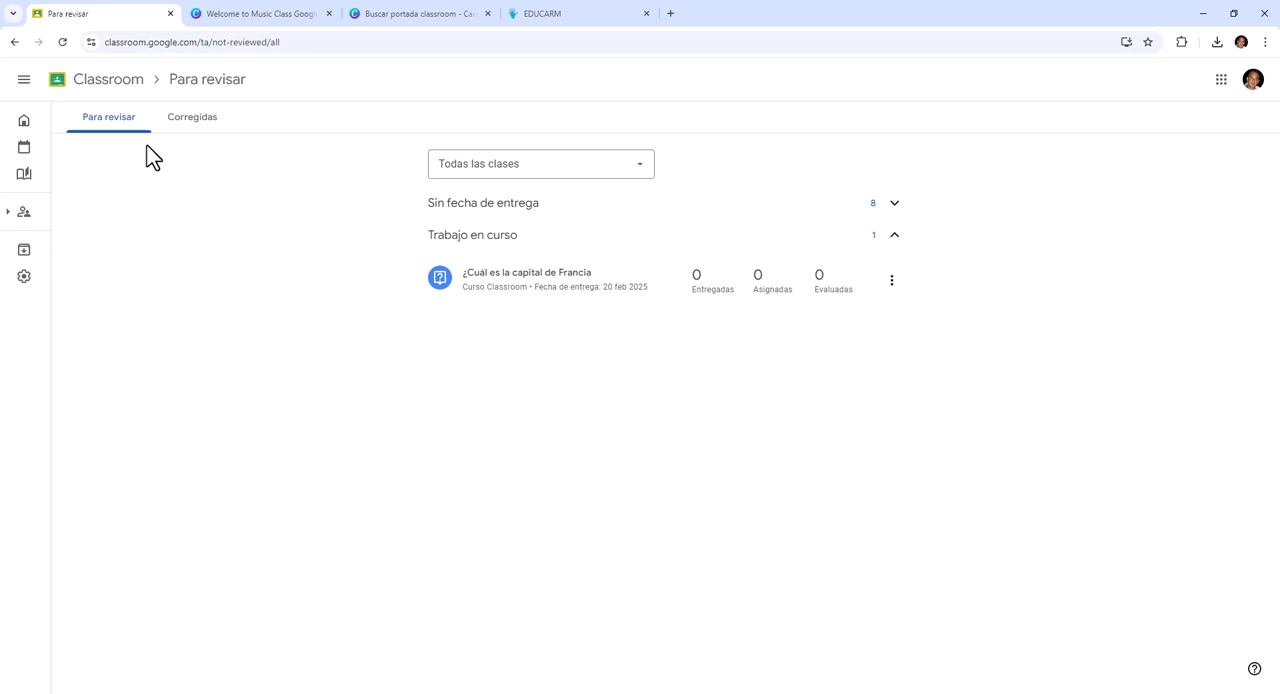 Para revisar
Welcome to Music Class Googl
Buscar portada classroom - Ca
EDUCARM
classroom.google.com/ta/not-reviewed/all
Classroom > Para revisar
Para revisar
Corregidas
Todas las clases
Sin fecha de entrega
8
Trabajo en curso
1
¿Cuál es la capital de Francia
Curso Classroom • Fecha de entrega: 20 feb 2025
0
Entregadas
0
Asignadas
0
Evaluadas